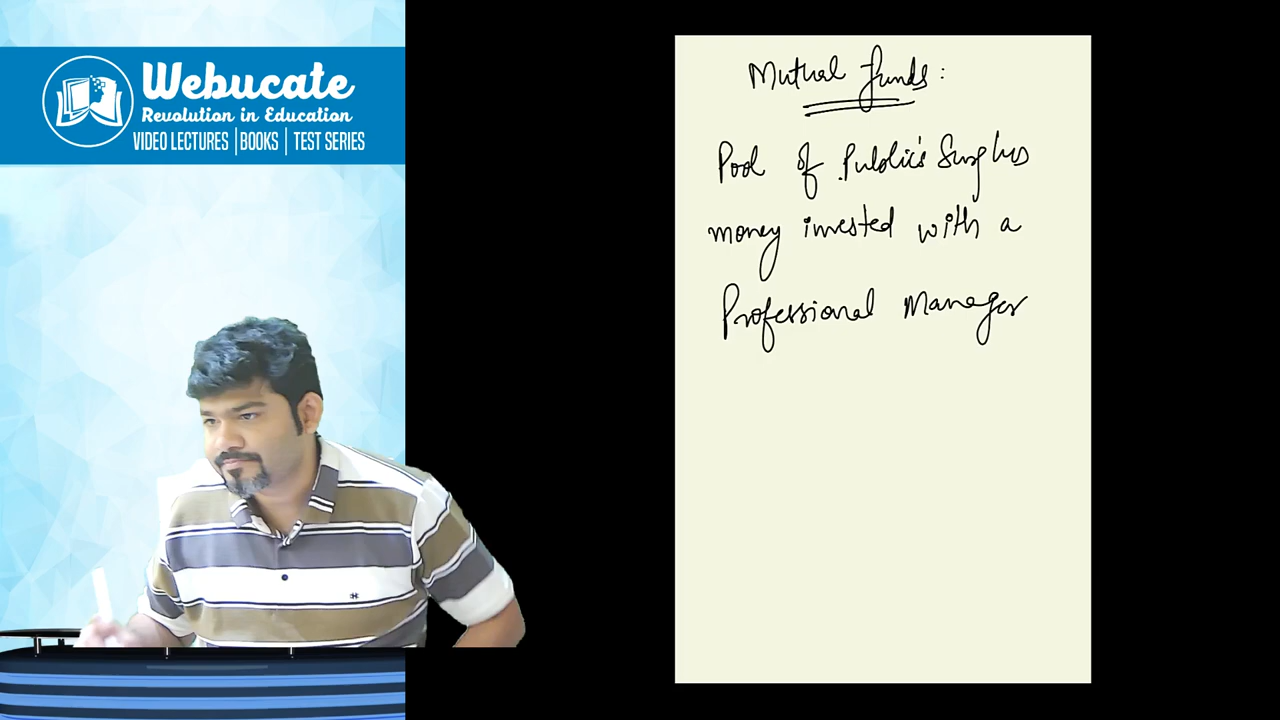 Webucate
Revolution in Education
VIDEO LECTURES | BOOKS | TEST SERIES
Mutual Funds:
Pool of Public's Surplus
money invested with a
Professional Manager